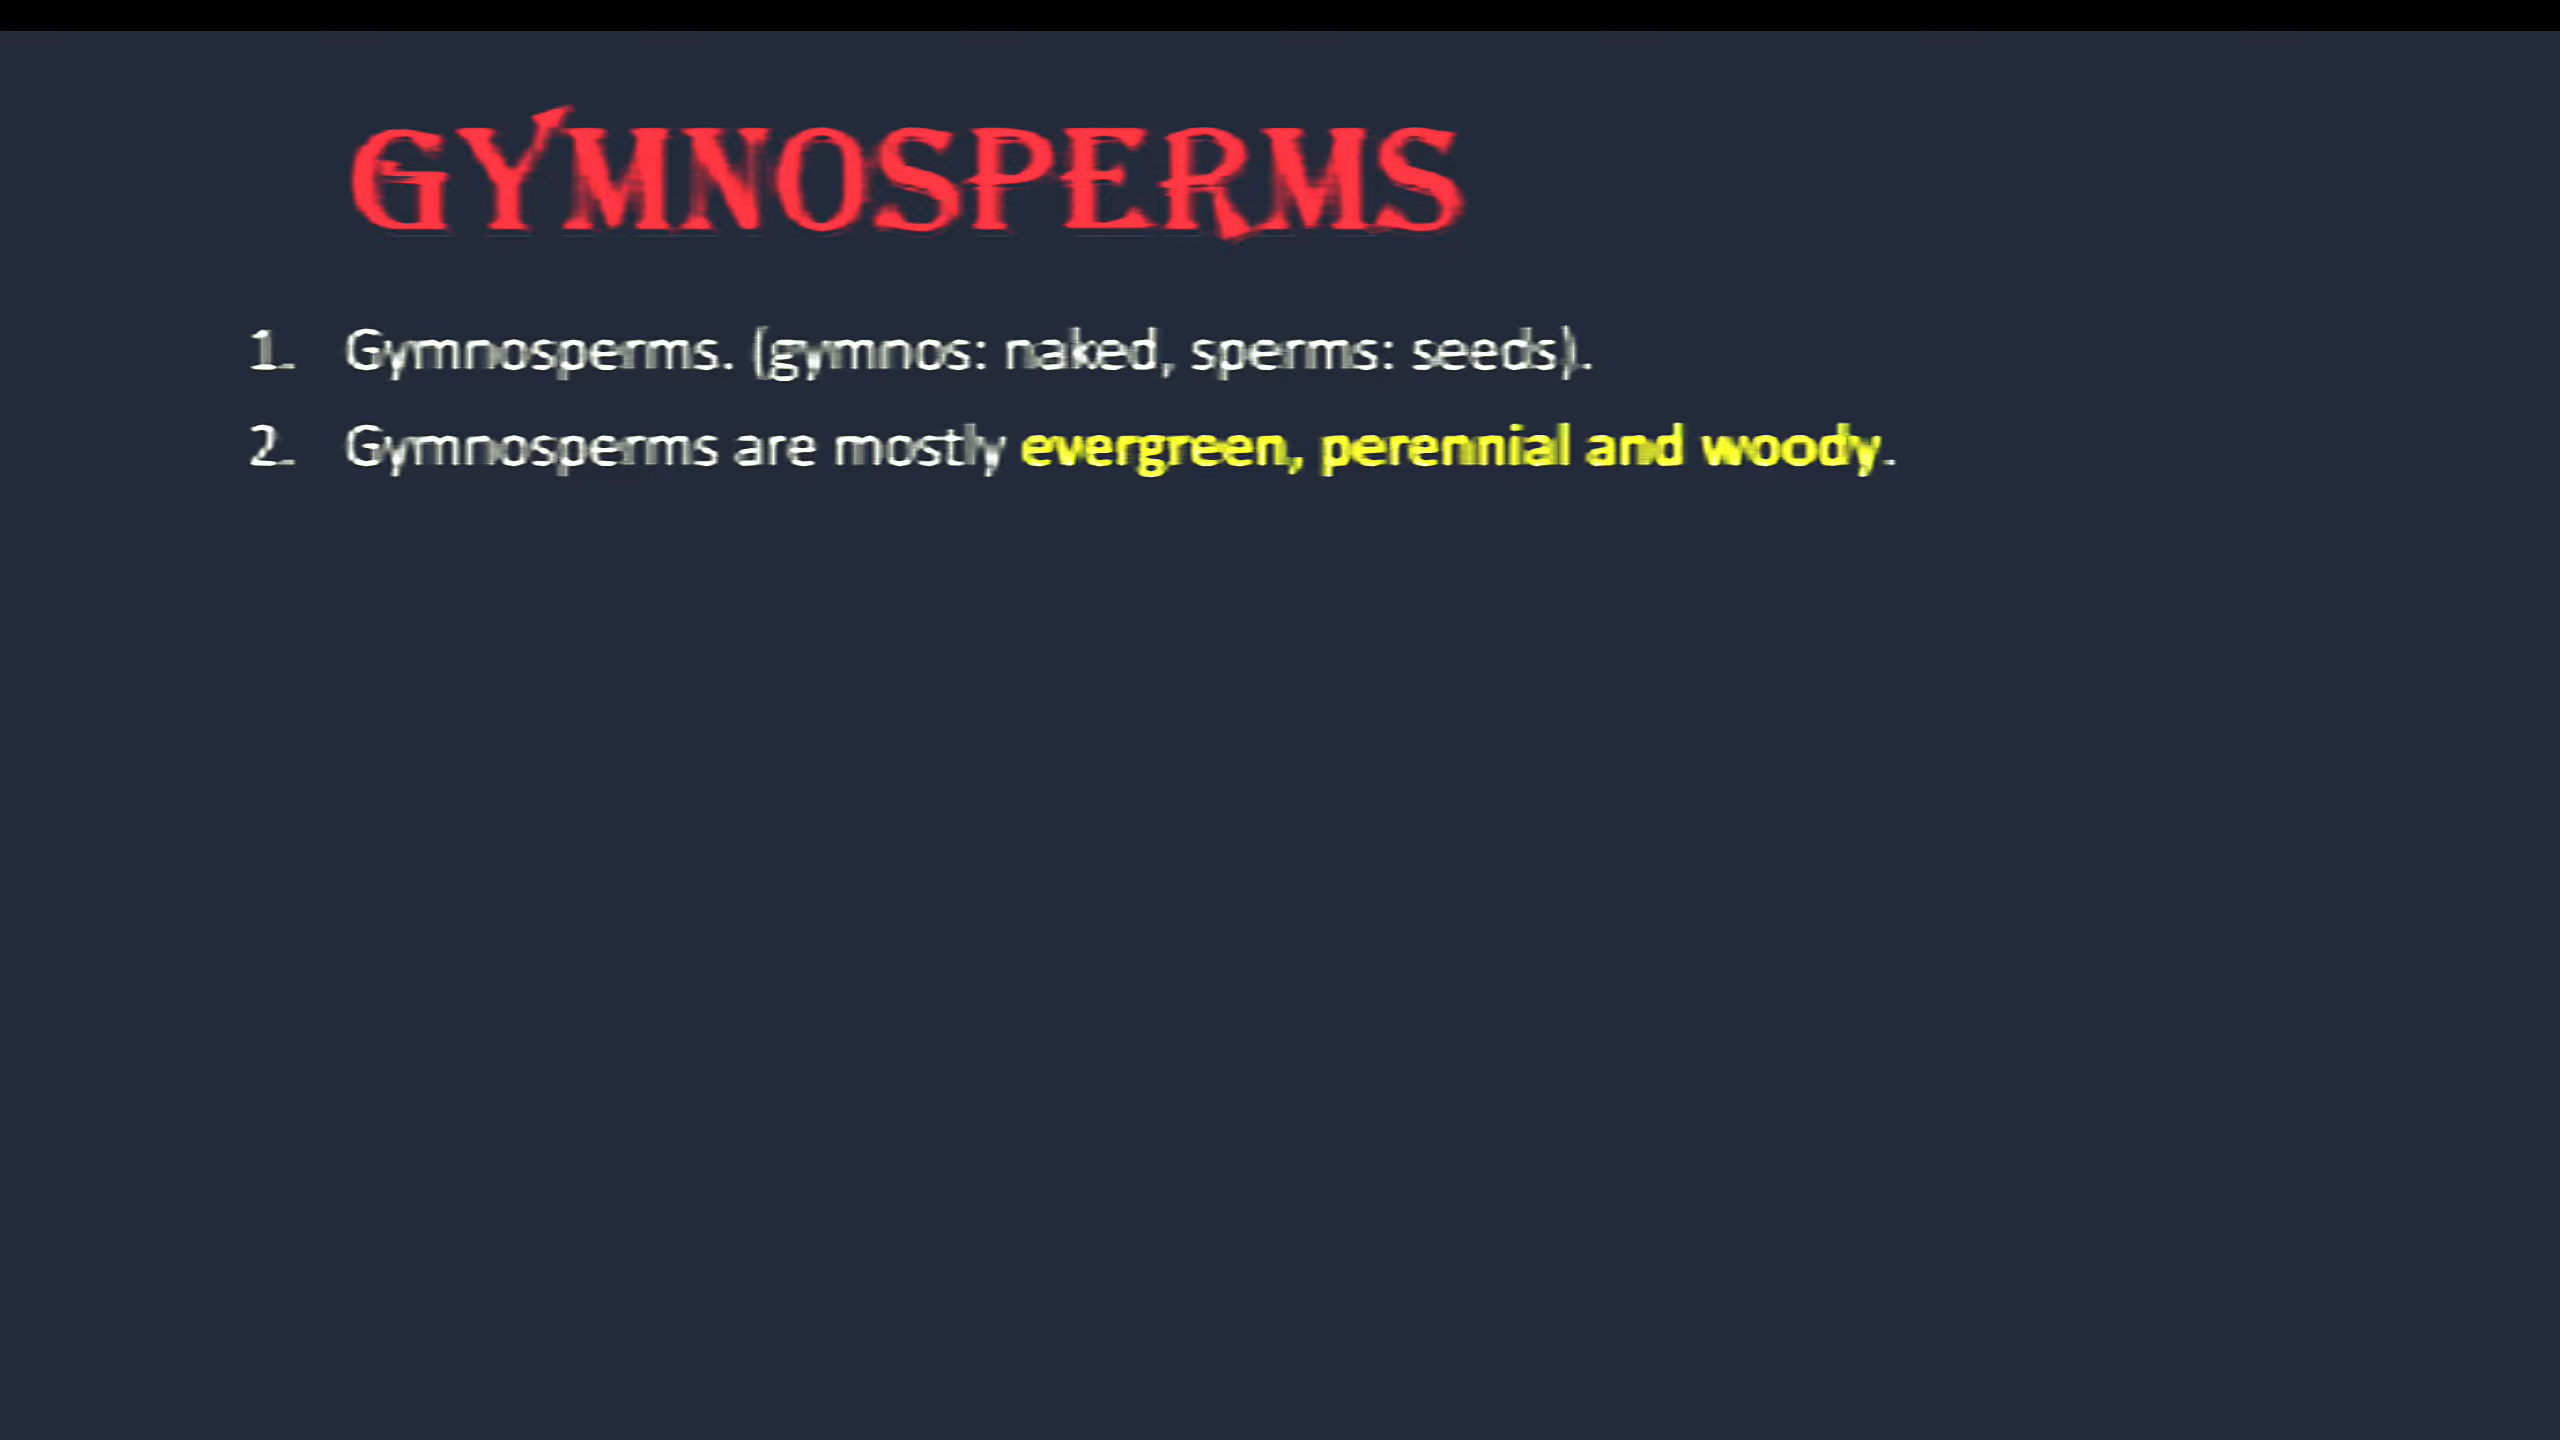 GYMNOSPERMS
1. Gymnosperms. (gymnos: naked, sperms: seeds).
2. Gymnosperms are mostly evergreen, perennial and woody.